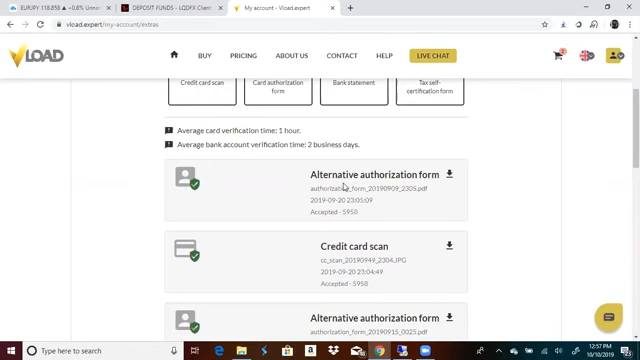 EURJPY 118.858 ▲ +0.8% Unnam
DEPOSIT FUNDS – LQDFX Client
My account - Vload.expert
vload.expert/my-account/extras
VLOAD
BUY
PRICING
ABOUT US
CONTACT
HELP
LIVE CHAT
Credit card scan
Card authorization form
Bank statement
Tax self-certification form
Average card verification time: 1 hour.
Average bank account verification time: 2 business days.
Alternative authorization form
authorization_form_20190909_2305.pdf
2019-09-20 23:05:09
Accepted - 5958
Credit card scan
cc_scan_20190949_2304.JPG
2019-09-20 23:04:49
Accepted - 5958
Alternative authorization form
authorization_form_20190915_0025.pdf
Type here to search
12:57 PM
10/10/2019